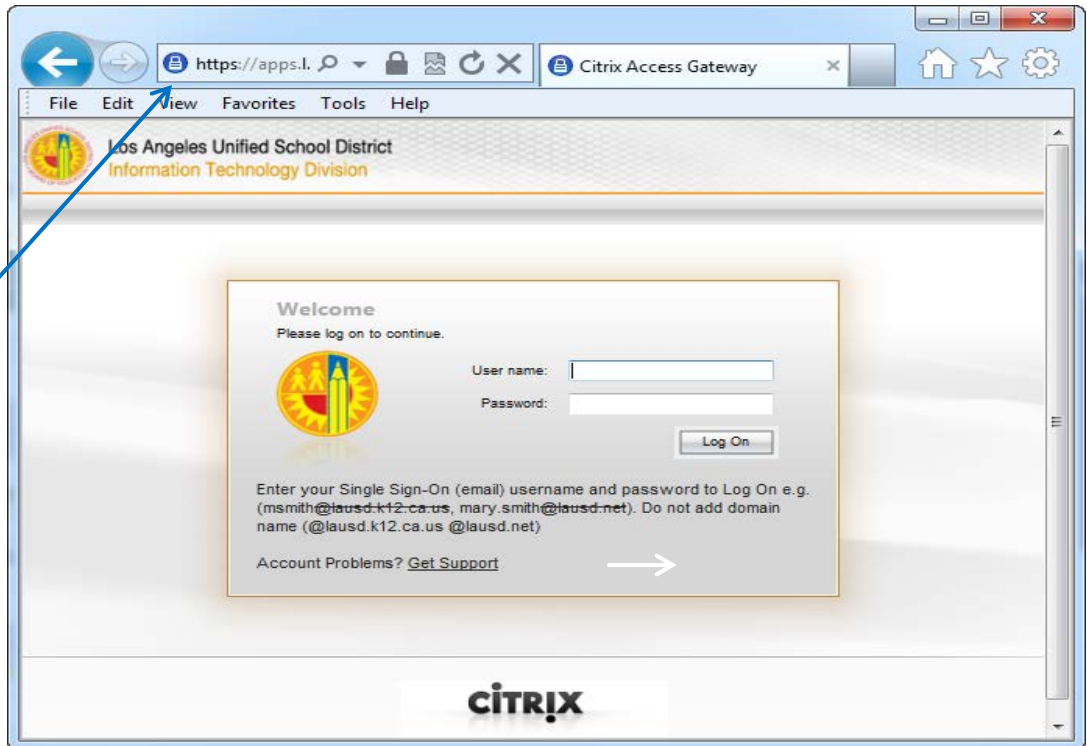 https://apps.l.
Citrix Access Gateway
File Edit View Favorites Tools Help
Los Angeles Unified School District
Information Technology Division
Welcome
Please log on to continue.
User name:
Password:
Log On
Enter your Single Sign-On (email) username and password to Log On e.g.
(msmith@lausd.k12.ca.us, mary.smith@lausd.net). Do not add domain
name (@lausd.k12.ca.us @lausd.net)
Account Problems? Get Support
CITRIX